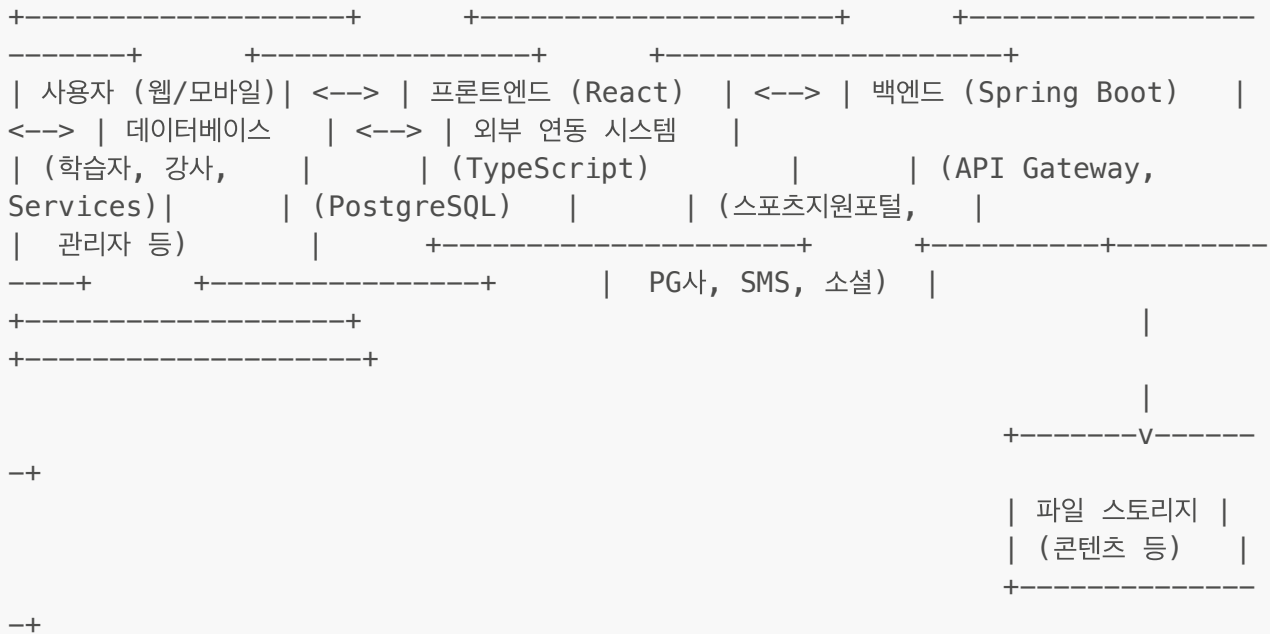 +-------------------+      +---------------------+      +-----------------
-------+      +----------------+      +--------------------+
| 사용자 (웹/모바일)| <--> | 프론트엔드 (React)  | <--> | 백엔드 (Spring Boot)   |
<--> | 데이터베이스   | <--> | 외부 연동 시스템   |
| (학습자, 강사,    |      | (TypeScript)        |      | (API Gateway,
Services)|      | (PostgreSQL)   |      | (스포츠지원포털,   |
|  관리자 등)       |      +---------------------+      +----------+---------
----+      +----------------+      |  PG사, SMS, 소셜)  |
+-------------------+                                              |
+--------------------+
                                                                   |
                                                           +-------v------
-+
                                                           | 파일 스토리지 |
                                                           | (콘텐츠 등)   |
                                                           +--------------
-+